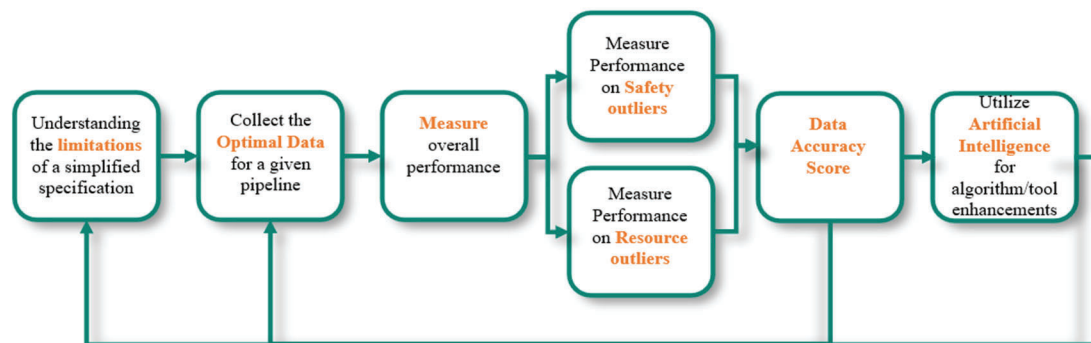 Understanding
the limitations
of a simplified
specification
Collect the
Optimal Data
for a given
pipeline
Measure
overall
performance
Measure
Performance
on Safety
outliers
Measure
Performance
on Resource
outliers
Data
Accuracy
Score
Utilize
Artificial
Intelligence
for
algorithm/tool
enhancements